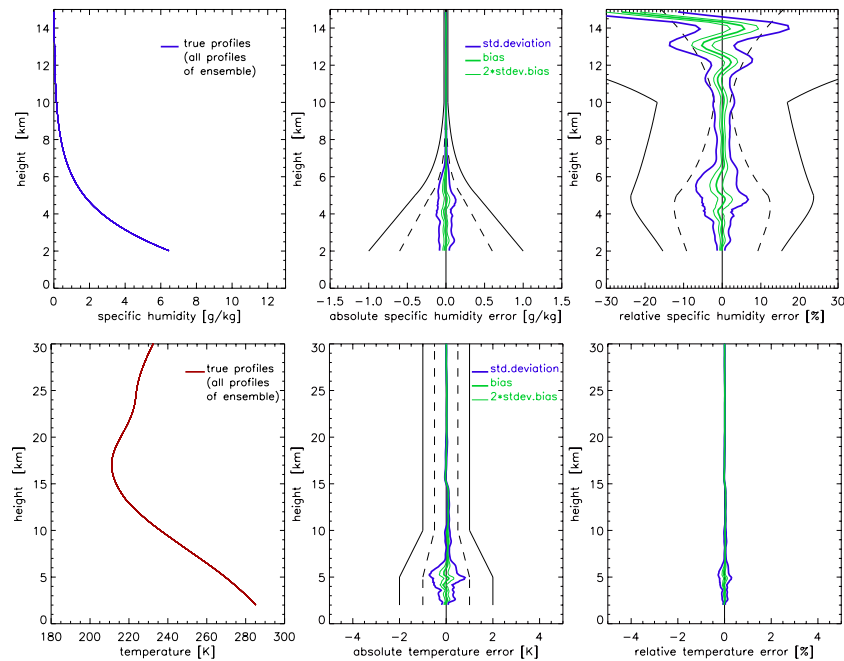 14
12
10
8
6
4
2
0
height [km]
true profiles
(all profiles
of ensemble)
0 2 4 6 8 10 12
specific humidity [g/kg]
14
12
10
8
6
4
2
0
height [km]
std.deviation
bias
2*stdev.bias
−1.5 −1.0 −0.5 0.0 0.5 1.0 1.5
absolute specific humidity error [g/kg]
14
12
10
8
6
4
2
0
height [km]
−30 −20 −10 0 10 20 30
relative specific humidity error [%]
30
25
20
15
10
5
0
height [km]
true profiles
(all profiles
of ensemble)
180 200 220 240 260 280 300
temperature [K]
30
25
20
15
10
5
0
height [km]
std.deviation
bias
2*stdev.bias
−4 −2 0 2 4
absolute temperature error [K]
30
25
20
15
10
5
0
height [km]
−4 −2 0 2 4
relative temperature error [%]